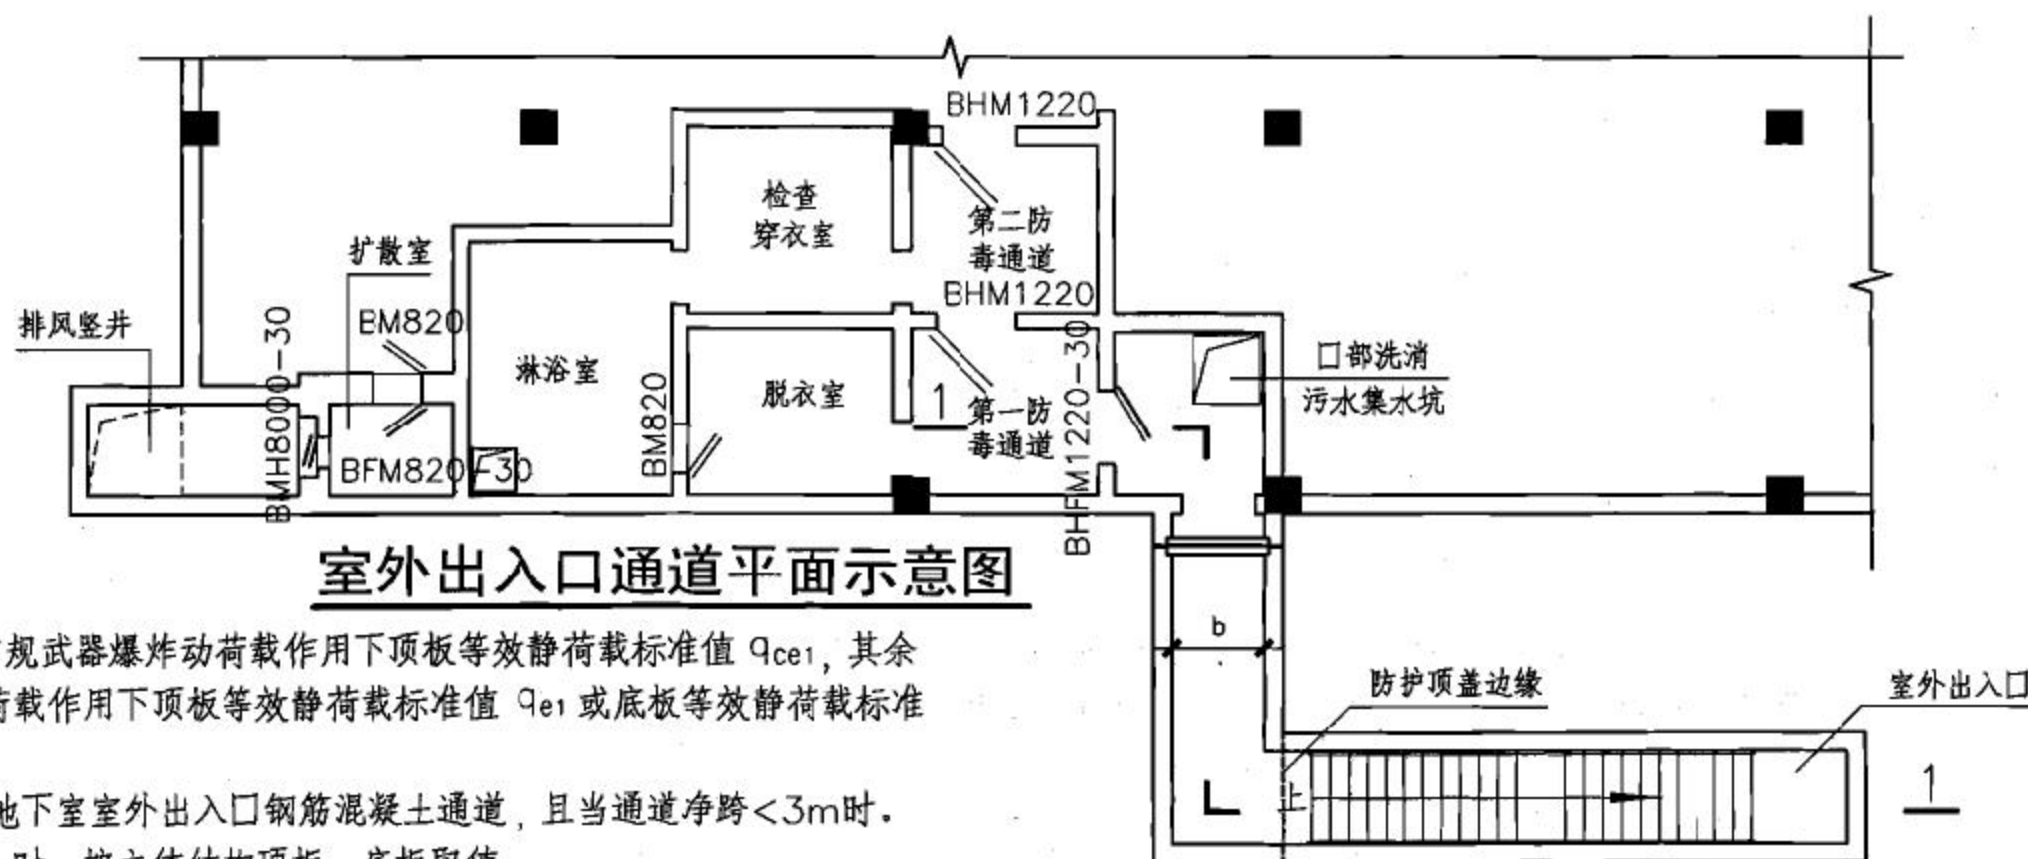 BHM1220
检查
穿衣室
第二防
毒通道
扩散室
BHM1220
排风竖井
BM820
BMH8000-30
淋浴室
BM820
脱衣室
1
第一防
毒通道
BHFM1220-30
口部洗消
污水集水坑
BFM820-30
室外出入口通道平面示意图
规武器爆炸动荷载作用下顶板等效静荷载标准值 qce1, 其余
荷载作用下顶板等效静荷载标准值 qe1 或底板等效静荷载标准
b
防护顶盖边缘
室外出入口
上
1
地下室室外出入口钢筋混凝土通道, 且当通道净跨<3m时。